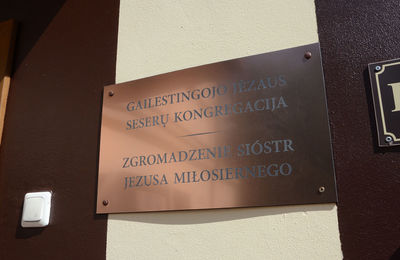 GAILESTINGOJO JĖZAUS
SESERŲ KONGREGACIJA
ZGROMADZENIE SIÓSTR
JEZUSA MIŁOSIERNEGO